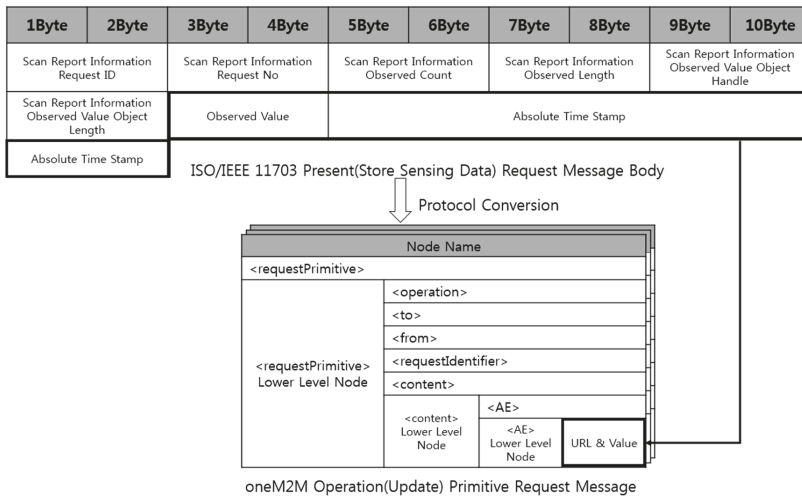 1Byte 2Byte 3Byte 4Byte 5Byte 6Byte 7Byte 8Byte 9Byte 10Byte
Scan Report Information
Request ID
Scan Report Information
Request No
Scan Report Information
Observed Count
Scan Report Information
Observed Length
Scan Report Information
Observed Value Object
Handle
Scan Report Information
Observed Value Object
Length
Observed Value
Absolute Time Stamp
Absolute Time Stamp
ISO/IEEE 11703 Present(Store Sensing Data) Request Message Body
Protocol Conversion
Node Name
<requestPrimitive>
<requestPrimitive>
Lower Level Node
<operation>
<to>
<from>
<requestIdentifier>
<content>
<content>
Lower Level
Node
<AE>
<AE>
Lower Level
Node
URL & Value
oneM2M Operation(Update) Primitive Request Message